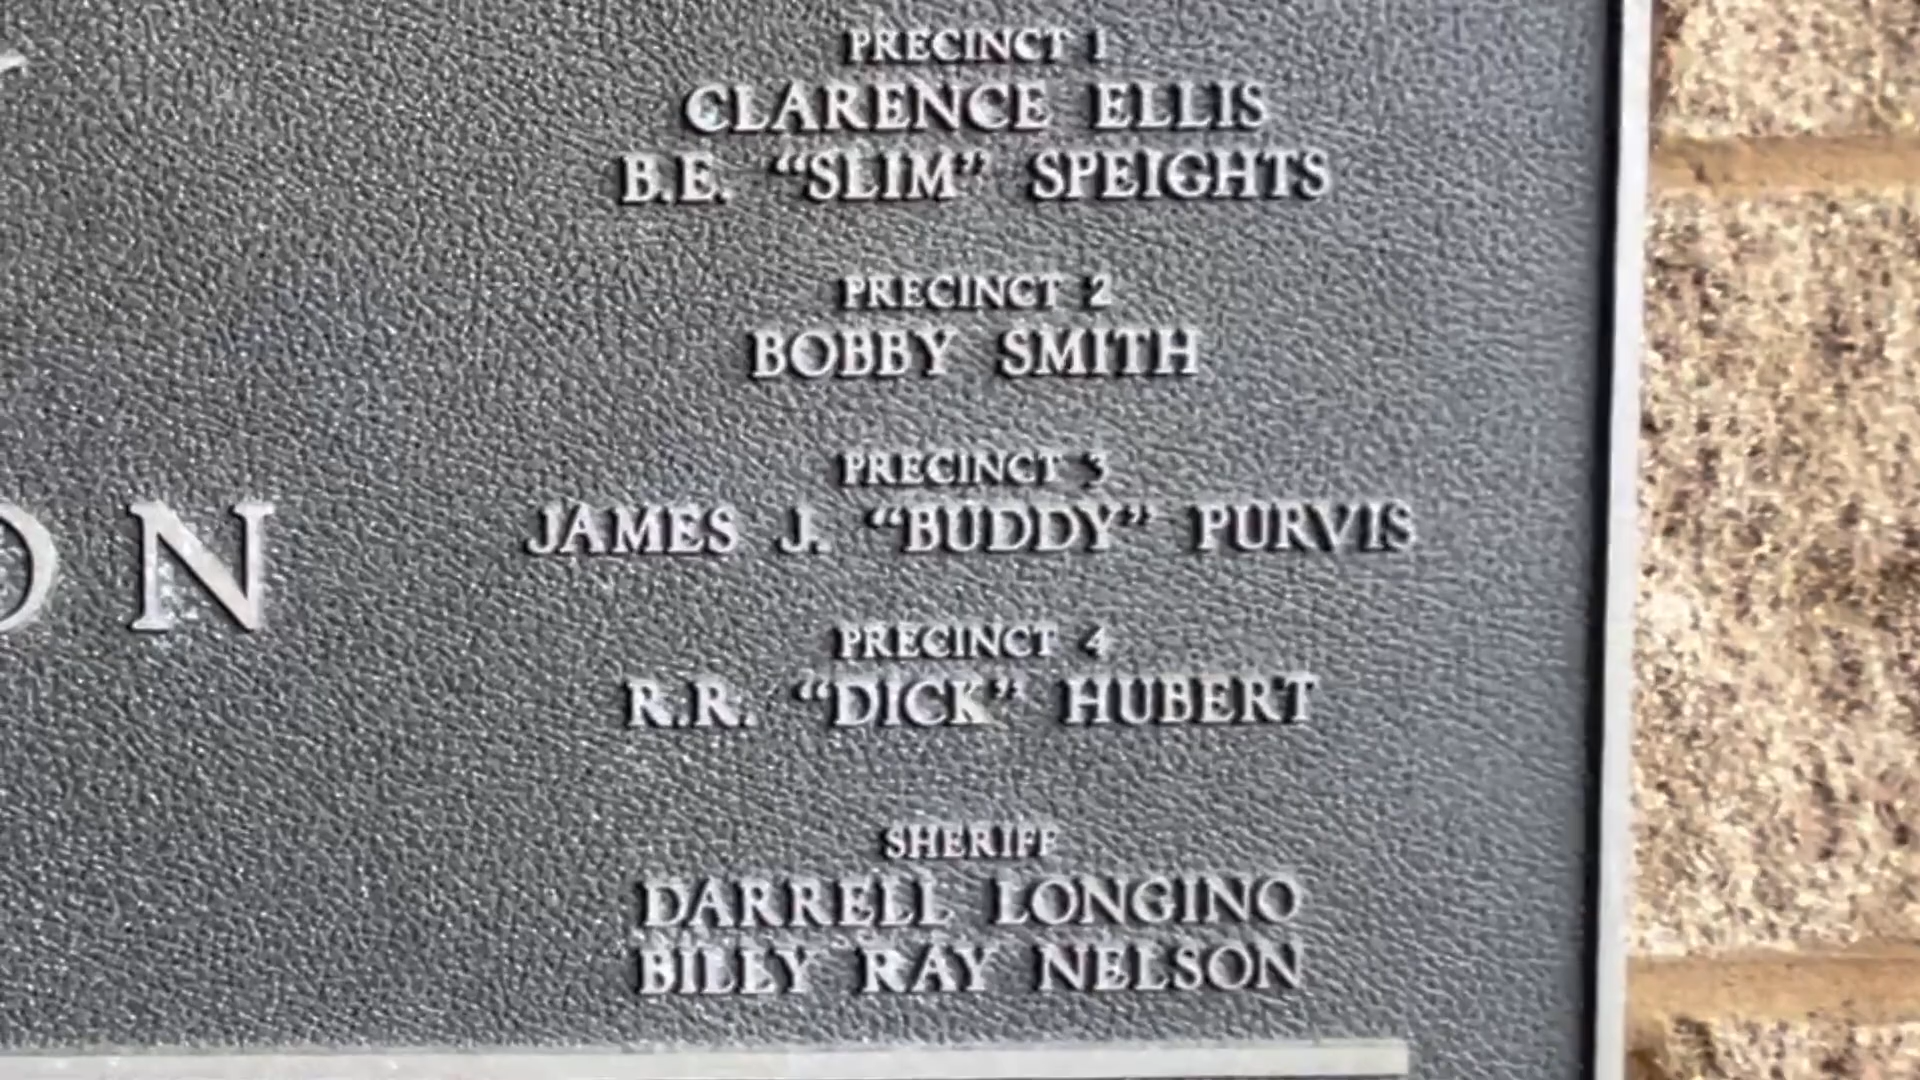 PRECINCT 1
CLARENCE ELLIS
B.E. “SLIM” SPEIGHTS
PRECINCT 2
BOBBY SMITH
PRECINCT 3
JAMES J. “BUDDY” PURVIS
ON
PRECINCT 4
R.R. “DICK” HUBERT
SHERIFF
DARRELL LONGINO
BILLY RAY NELSON